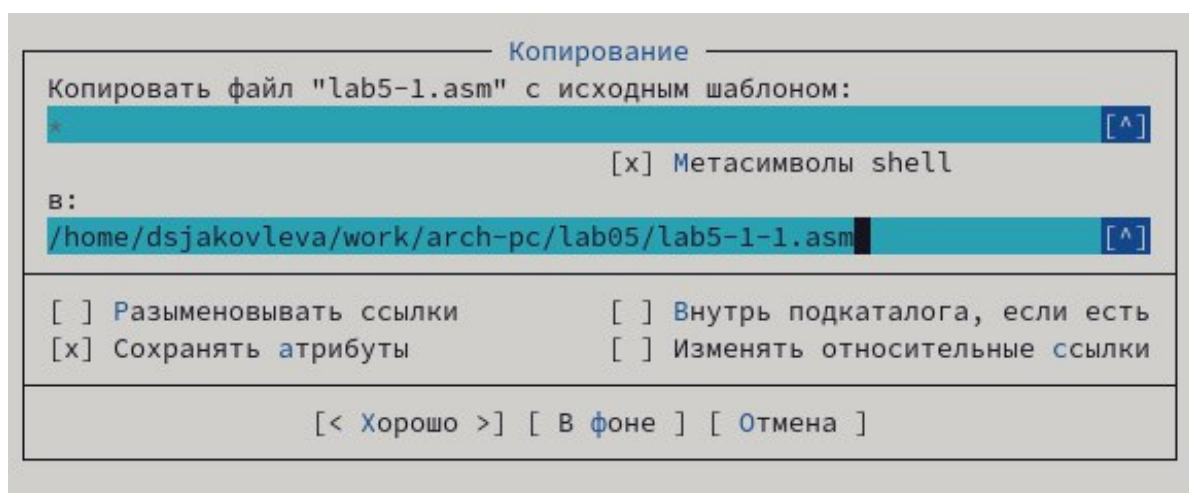 Копирование
Копировать файл "lab5-1.asm" с исходным шаблоном:
* [^]
[x] Метасимволы shell
в:
/home/dsjakovleva/work/arch-pc/lab05/lab5-1-1.asm [^]
[ ] Разыменовывать ссылки [ ] Внутрь подкаталога, если есть
[x] Сохранять атрибуты [ ] Изменять относительные ссылки
[< Хорошо >] [ В фоне ] [ Отмена ]